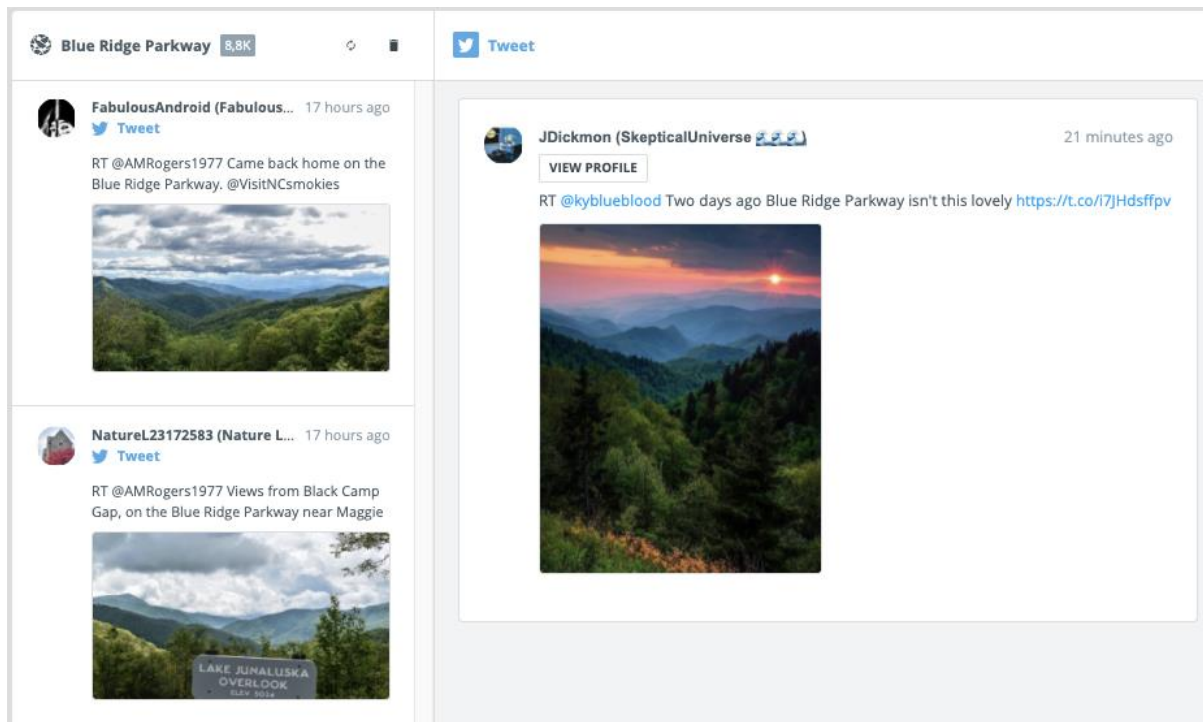 Blue Ridge Parkway 8,8K
FabulousAndroid (Fabulous... 17 hours ago
Tweet
RT @AMRogers1977 Came back home on the
Blue Ridge Parkway. @VisitNCsmokies
NatureL23172583 (Nature L... 17 hours ago
Tweet
RT @AMRogers1977 Views from Black Camp
Gap, on the Blue Ridge Parkway near Maggie
LAKE JUNALUSKA
OVERLOOK
ELEV 3024
Tweet
JDickmon (SkepticalUniverse 🌊🌊🌊) 21 minutes ago
VIEW PROFILE
RT @kyblueblood Two days ago Blue Ridge Parkway isn't this lovely https://t.co/i7JHdsffpv